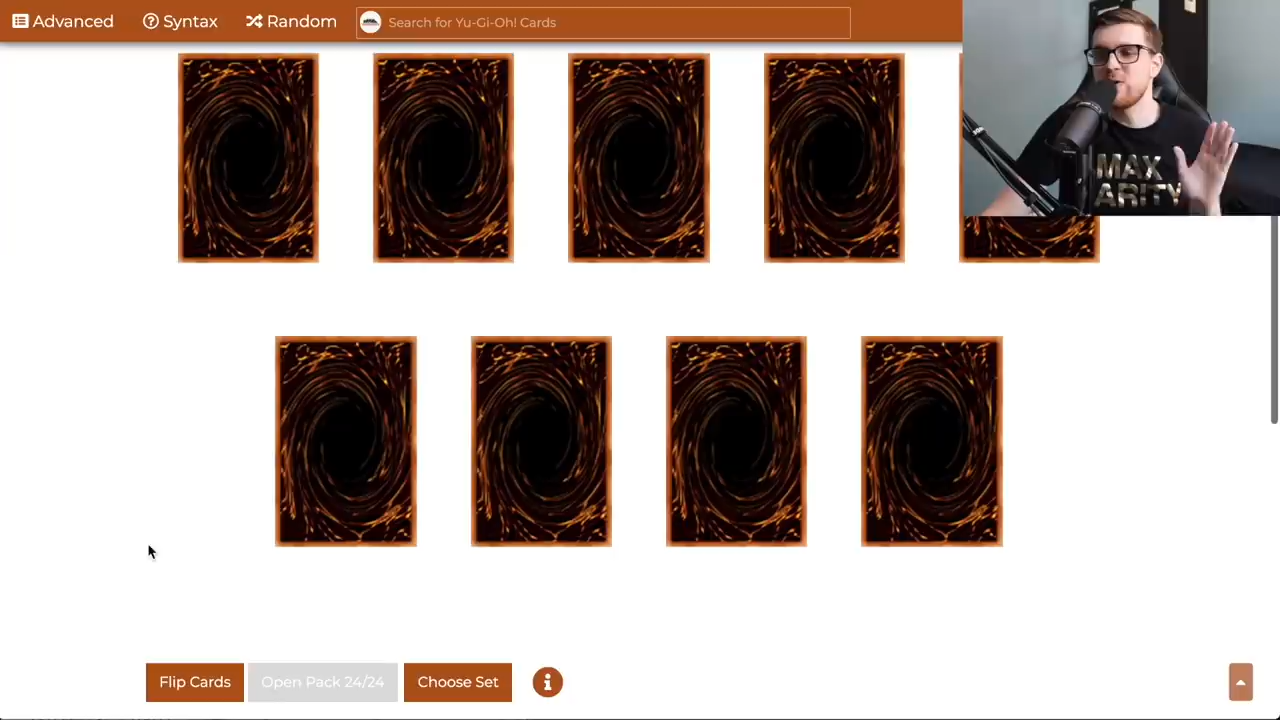 Advanced
Syntax
Random
Search for Yu-Gi-Oh! Cards
MAX
ARITY
Flip Cards
Open Pack 24/24
Choose Set